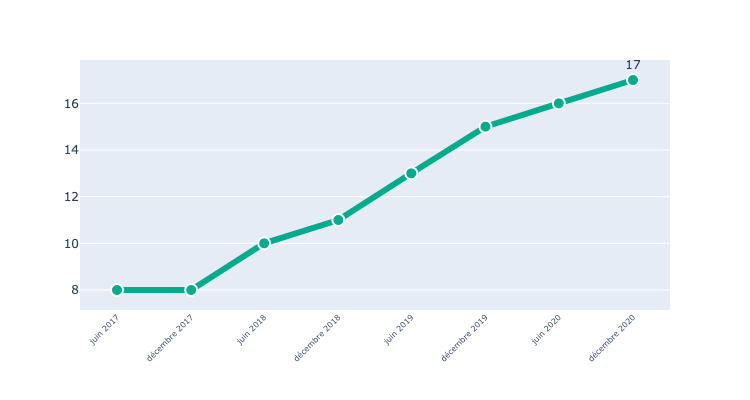 17
16
14
12
10
8
juin 2017
décembre 2017
juin 2018
décembre 2018
juin 2019
décembre 2019
juin 2020
décembre 2020